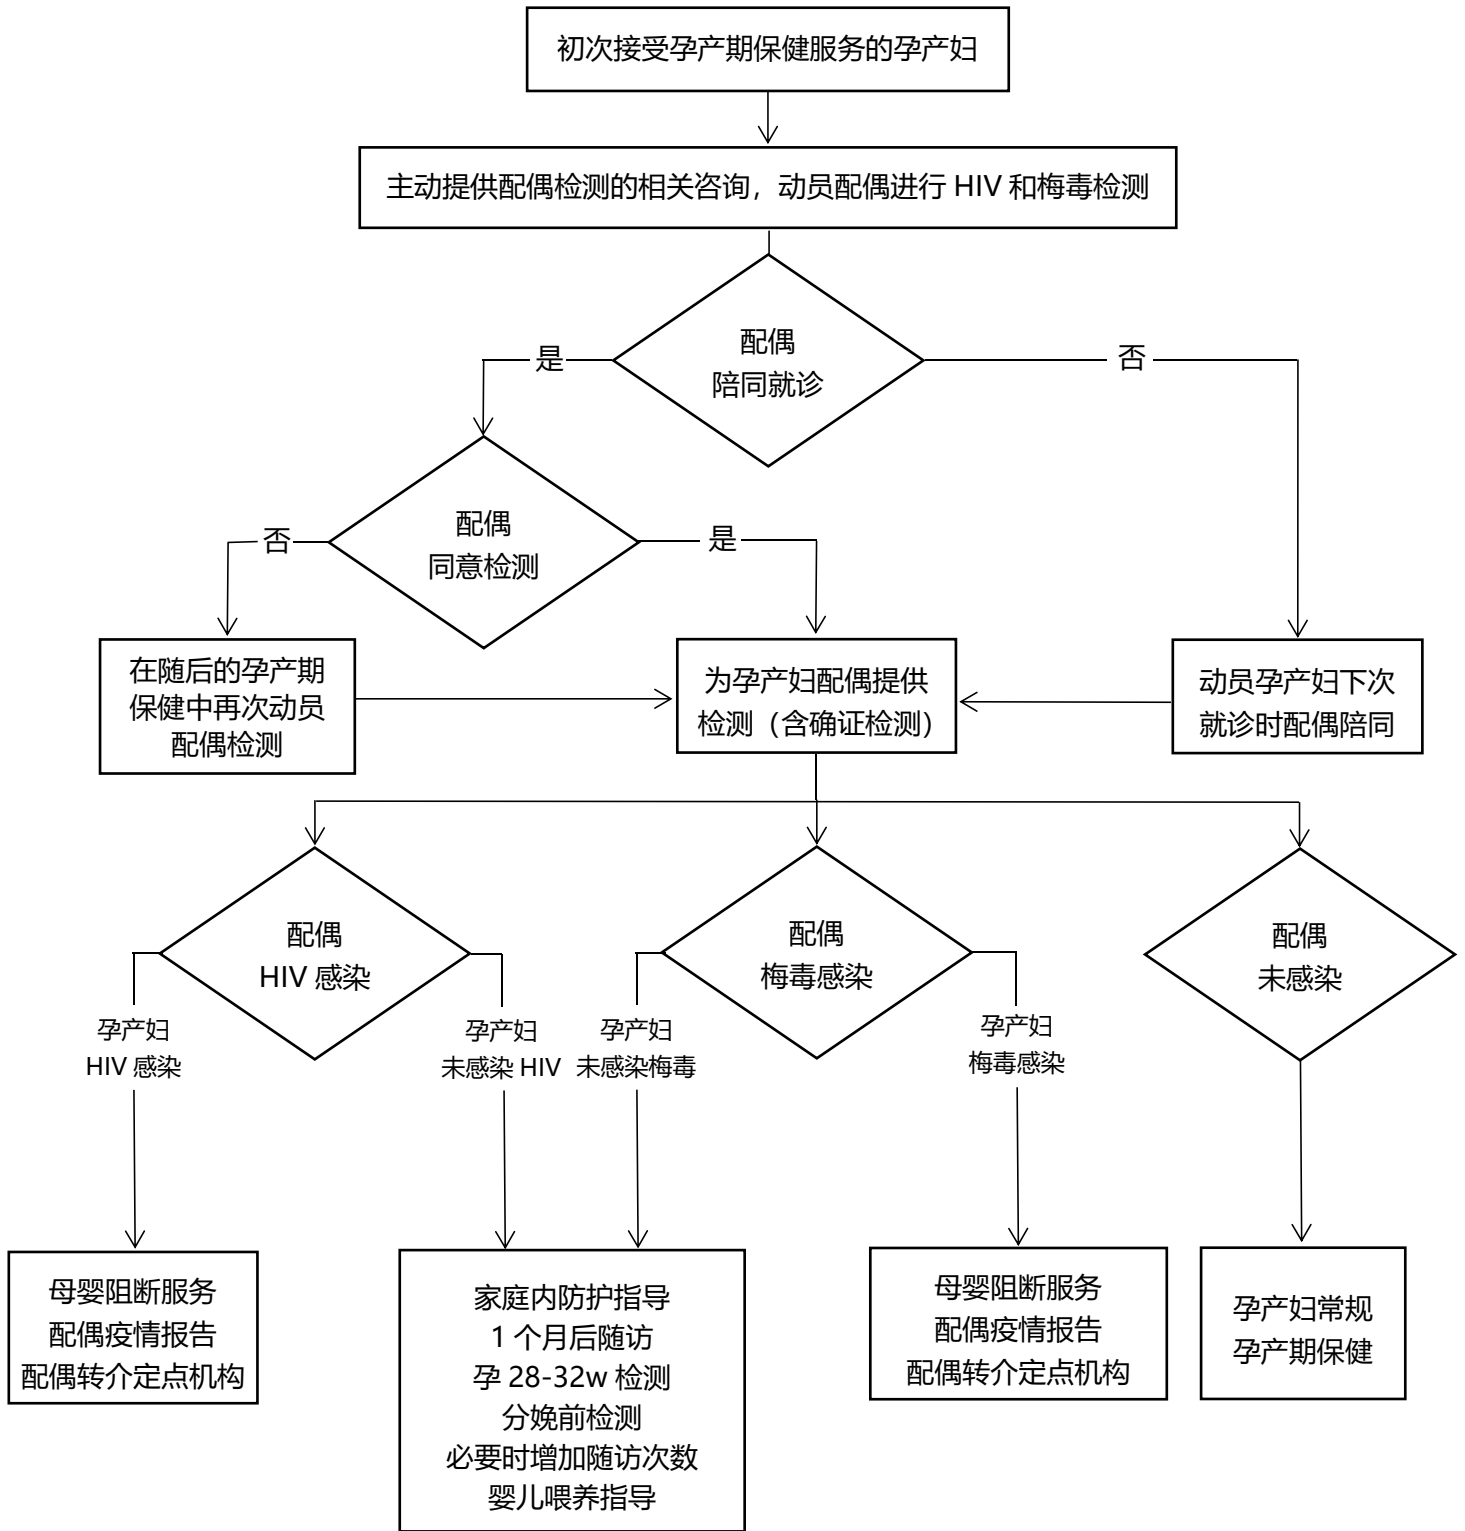 初次接受孕产期保健服务的孕产妇
主动提供配偶检测的相关咨询，动员配偶进行 HIV 和梅毒检测
配偶
陪同就诊
是
否
配偶
同意检测
否
是
在随后的孕产期
保健中再次动员
配偶检测
为孕产妇配偶提供
检测（含确证检测）
动员孕产妇下次
就诊时配偶陪同
配偶
HIV 感染
配偶
梅毒感染
配偶
未感染
孕产妇
HIV 感染
孕产妇
未感染 HIV
孕产妇
未感染梅毒
孕产妇
梅毒感染
母婴阻断服务
配偶疫情报告
配偶转介定点机构
家庭内防护指导
1 个月后随访
孕 28-32w 检测
分娩前检测
必要时增加随访次数
婴儿喂养指导
母婴阻断服务
配偶疫情报告
配偶转介定点机构
孕产妇常规
孕产期保健